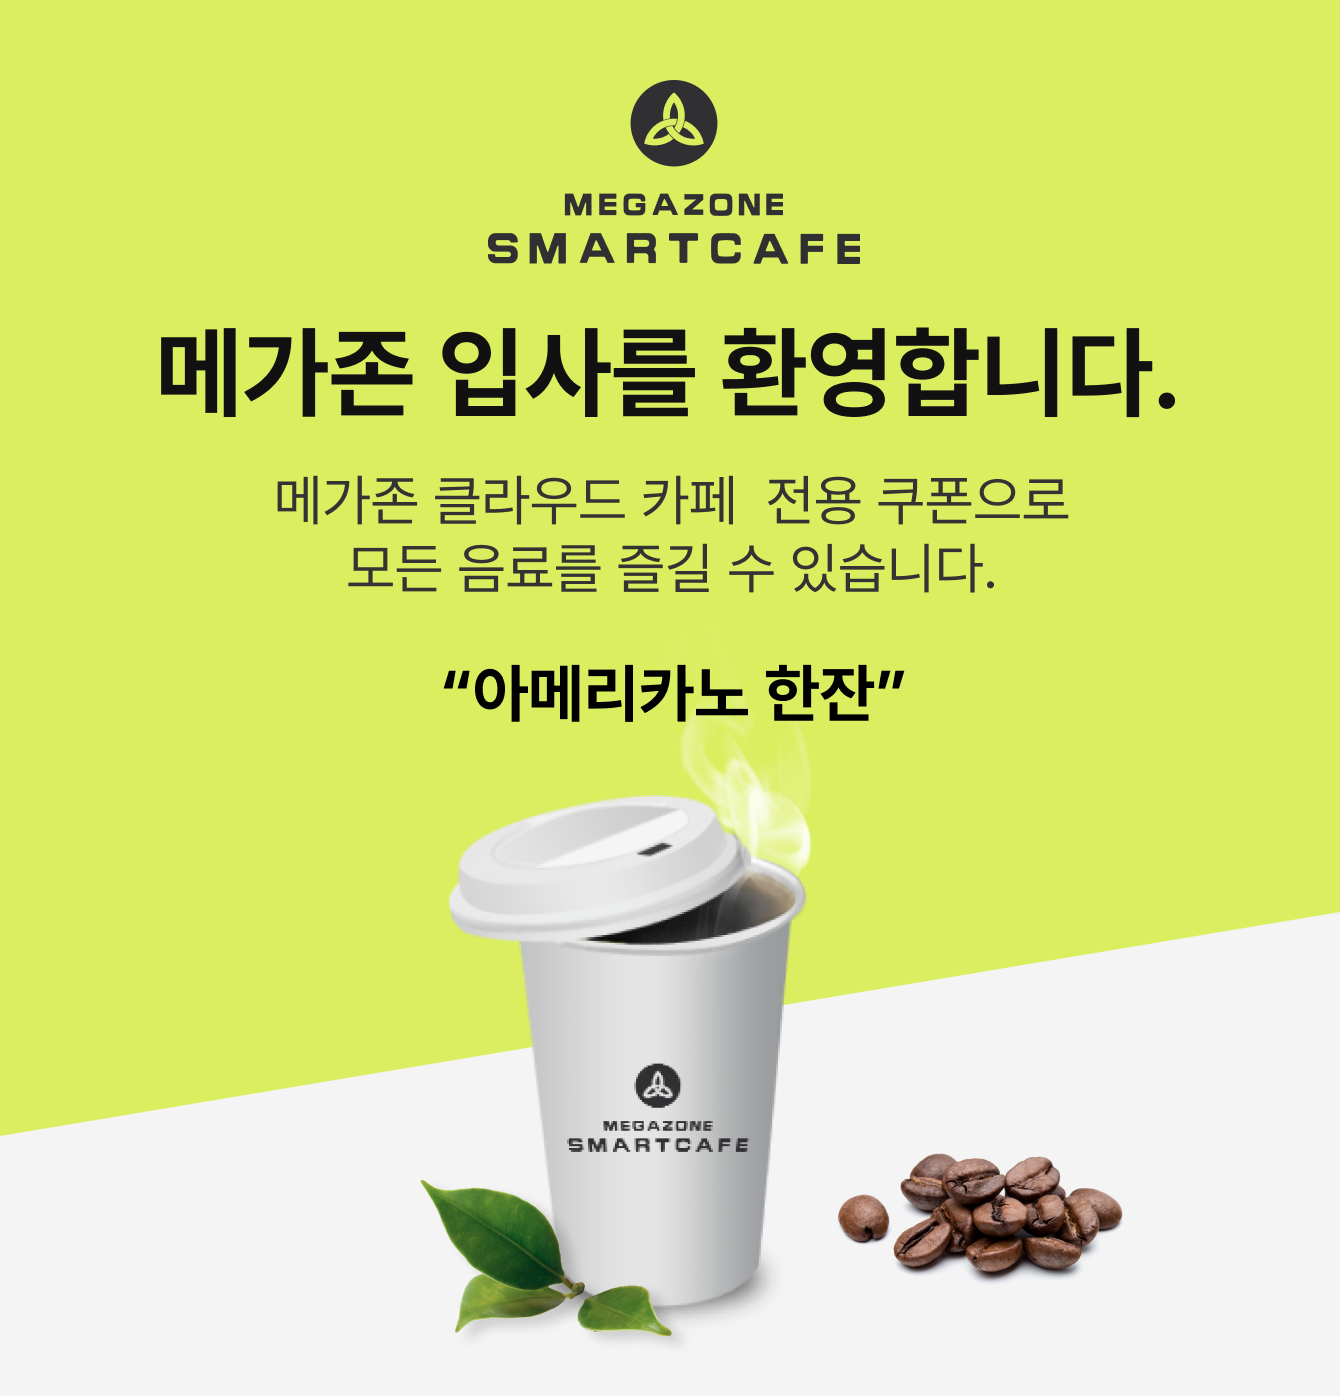 MEGAZONE
SMARTCAFE
메가존 입사를 환영합니다.
메가존 클라우드 카페 전용 쿠폰으로
모든 음료를 즐길 수 있습니다.
“아메리카노 한잔”
MEGAZONE
SMARTCAFE